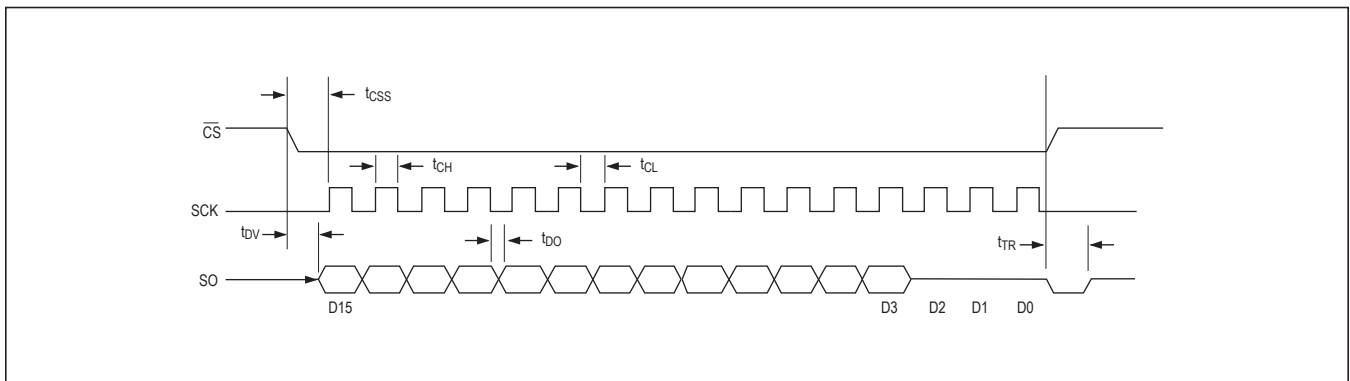 tCSS
CS
tCH
tCL
SCK
tDV
tDO
tTR
SO
D15
D3
D2
D1
D0